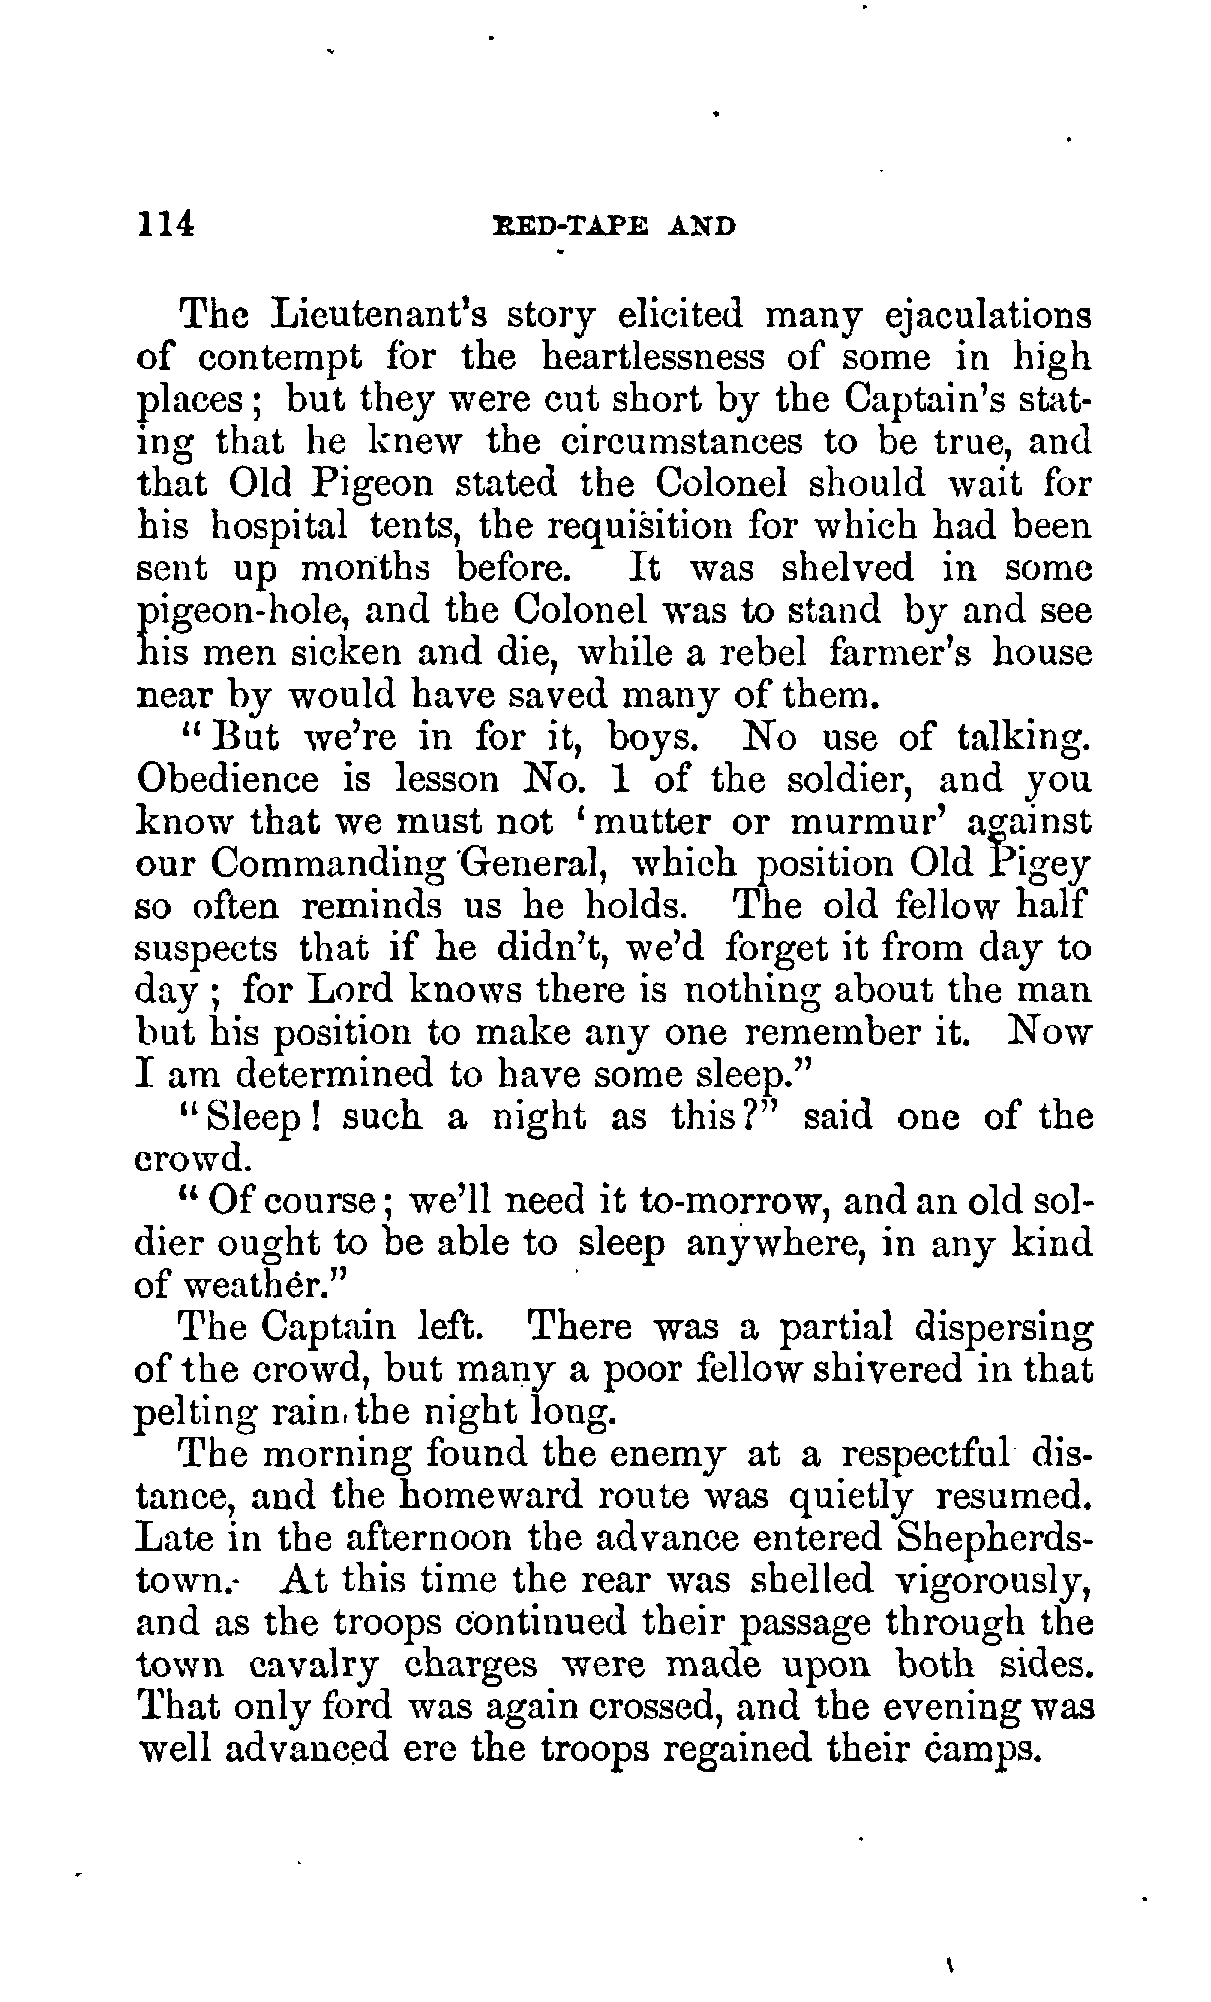 114 RED-TAPE AND
The Lieutenant's story elicited many ejaculations
of contempt for the heartlessness of some in high
places; but they were cut short by the Captain's stat-
ing that he knew the circumstances to be true, and
that Old Pigeon stated the Colonel should wait for
his hospital tents, the requisition for which had been
sent up months before. It was shelved in some
pigeon-hole, and the Colonel was to stand by and see
his men sicken and die, while a rebel farmer's house
near by would have saved many of them.
"But we're in for it, boys. No use of talking.
Obedience is lesson No. 1 of the soldier, and you
know that we must not 'mutter or murmur' against
our Commanding General, which position Old Pigey
so often reminds us he holds. The old fellow half
suspects that if he didn't, we'd forget it from day to
day; for Lord knows there is nothing about the man
but his position to make any one remember it. Now
I am determined to have some sleep."
"Sleep! such a night as this?" said one of the
crowd.
"Of course; we'll need it to-morrow, and an old sol-
dier ought to be able to sleep anywhere, in any kind
of weather."
The Captain left. There was a partial dispersing
of the crowd, but many a poor fellow shivered in that
pelting rain the night long.
The morning found the enemy at a respectful dis-
tance, and the homeward route was quietly resumed.
Late in the afternoon the advance entered Shepherds-
town. At this time the rear was shelled vigorously,
and as the troops continued their passage through the
town cavalry charges were made upon both sides.
That only ford was again crossed, and the evening was
well advanced ere the troops regained their camps.